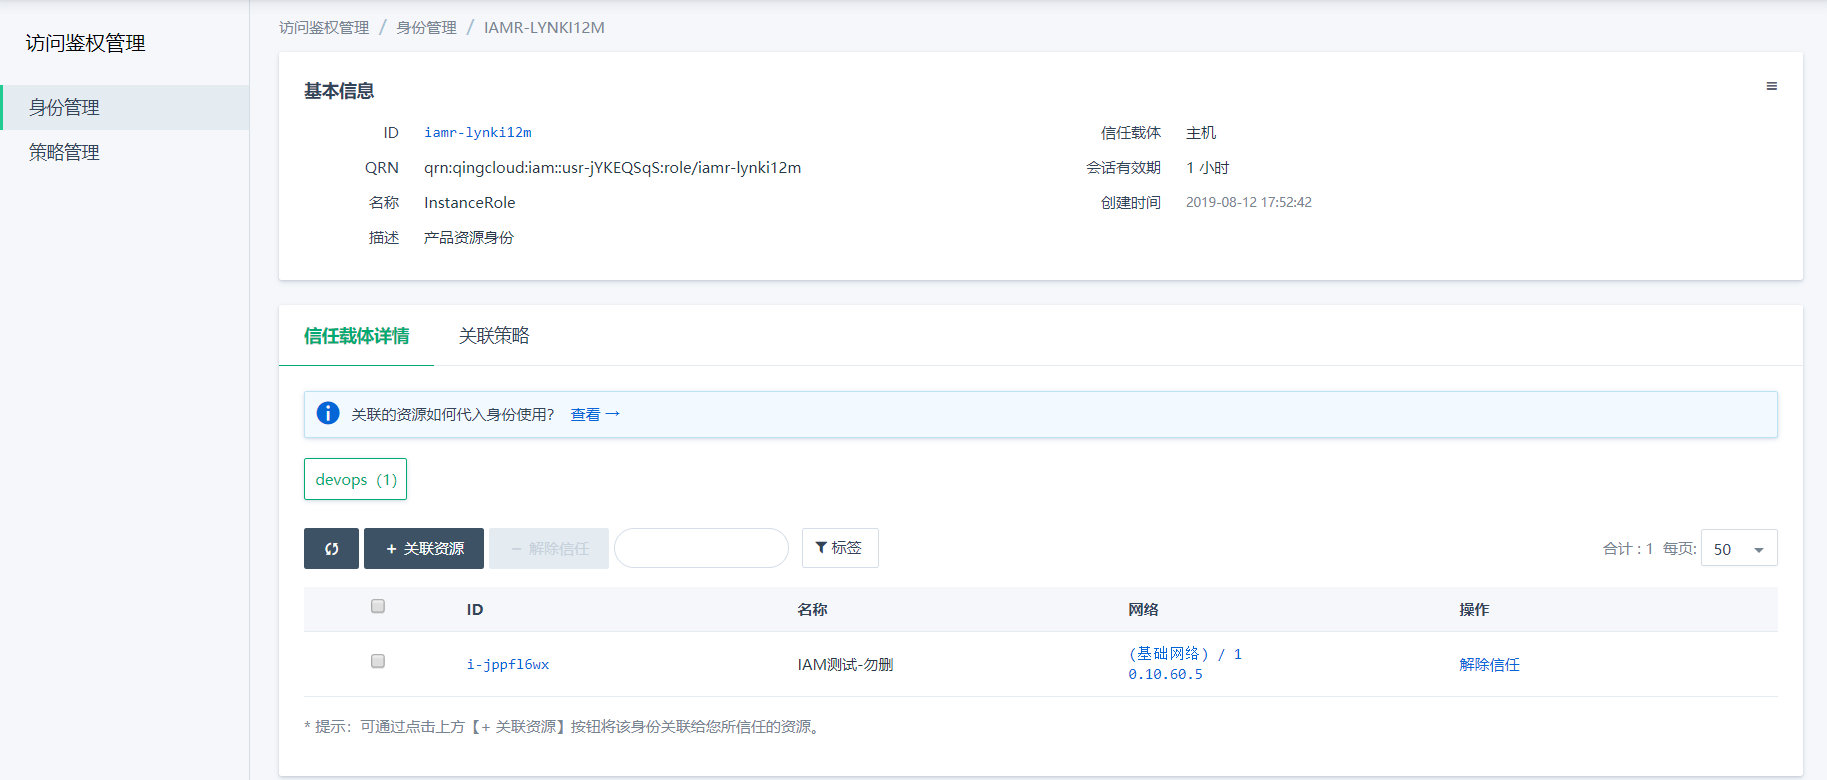 访问鉴权管理
身份管理
策略管理
访问鉴权管理 / 身份管理 / IAMR-LYNKI12M
基本信息
ID iamr-lynki12m
QRN qrn:qingcloud:iam::usr-jYKEQSqS:role/iamr-lynki12m
名称 InstanceRole
描述 产品资源身份
信任载体 主机
会话有效期 1 小时
创建时间 2019-08-12 17:52:42
信任载体详情 关联策略
关联的资源如何代入身份使用? 查看→
devops (1)
+ 关联资源 − 解除信任 标签 合计 : 1 每页: 50
ID 名称 网络 操作
i-jppfl6wx IAM测试-勿删 (基础网络) / 1
0.10.60.5 解除信任
* 提示：可通过点击上方【+ 关联资源】按钮将该身份关联给您所信任的资源。